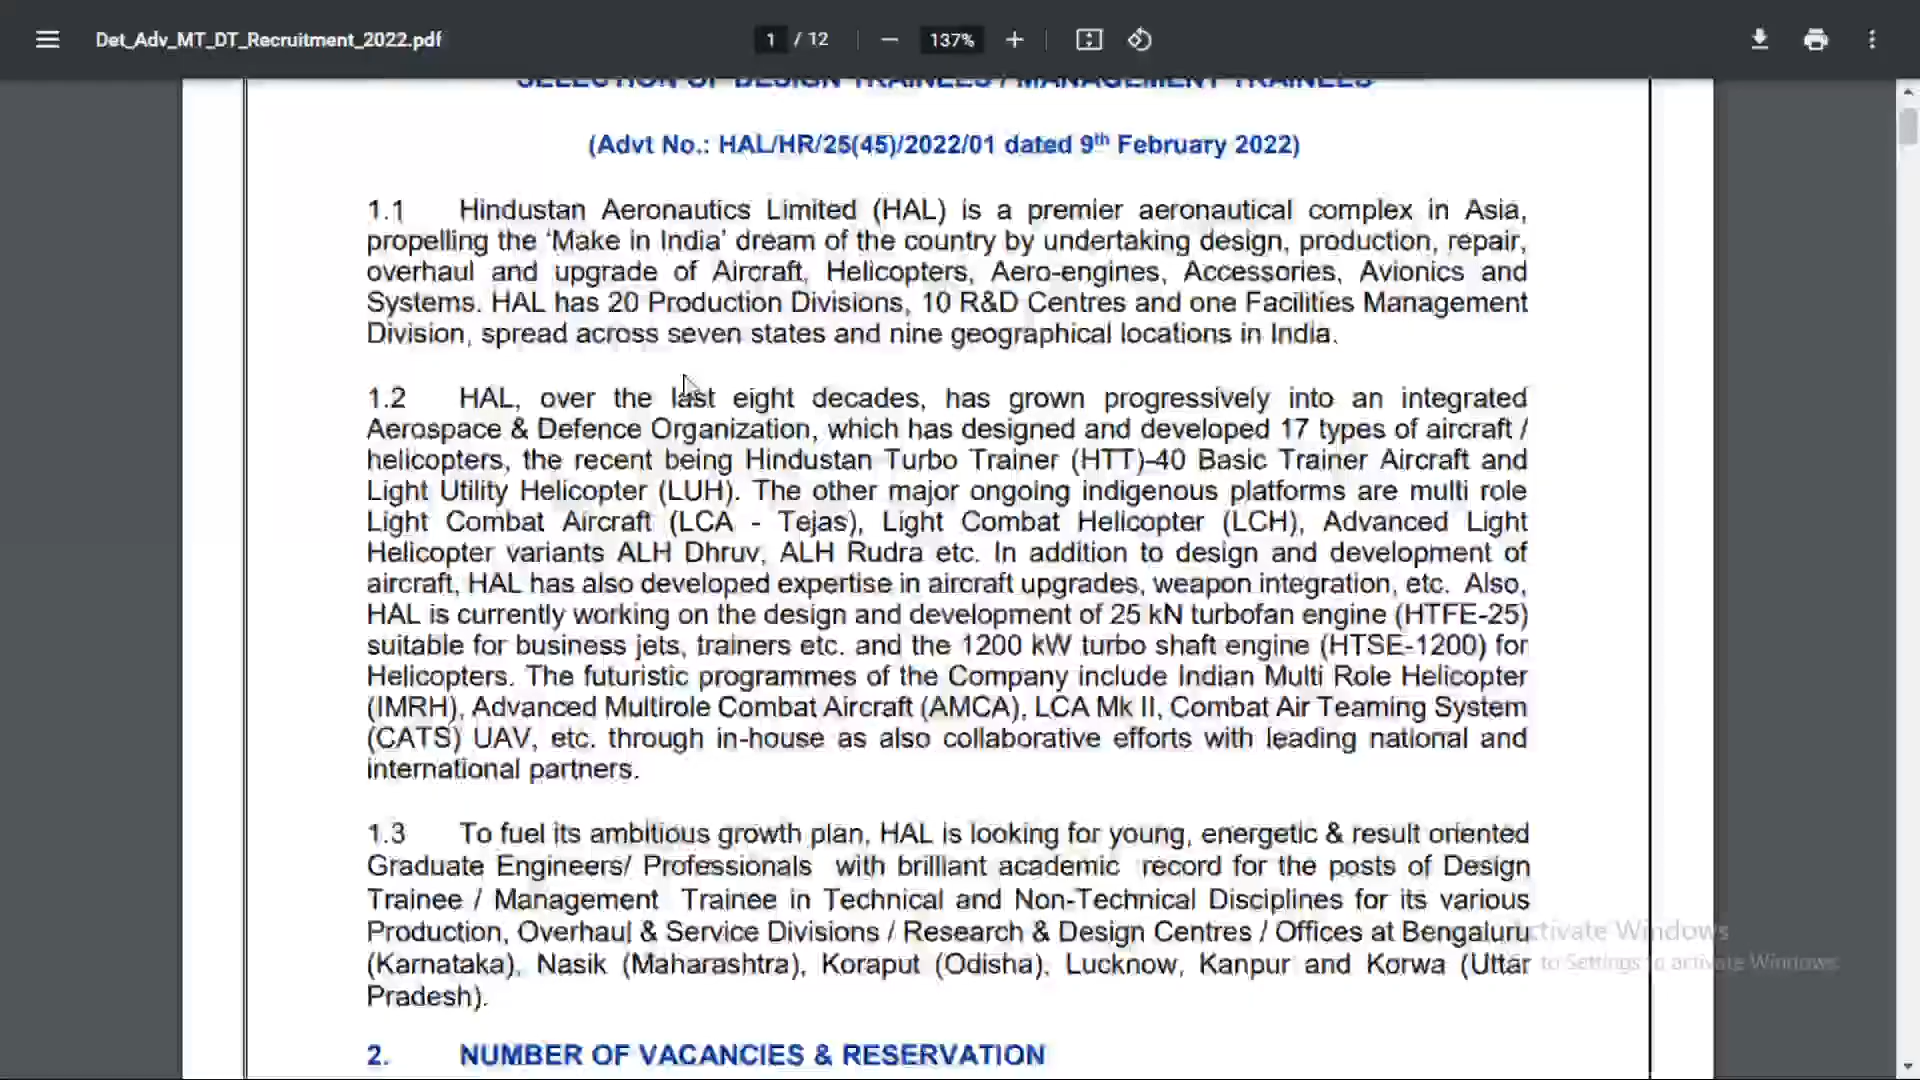 Det_Adv_MT_DT_Recruitment_2022.pdf
1 / 12
137%
SELECTION OF DESIGN TRAINEES / MANAGEMENT TRAINEES
(Advt No.: HAL/HR/25(45)/2022/01 dated 9th February 2022)
1.1 Hindustan Aeronautics Limited (HAL) is a premier aeronautical complex in Asia,
propelling the ‘Make in India’ dream of the country by undertaking design, production, repair,
overhaul and upgrade of Aircraft, Helicopters, Aero-engines, Accessories, Avionics and
Systems. HAL has 20 Production Divisions, 10 R&D Centres and one Facilities Management
Division, spread across seven states and nine geographical locations in India.
1.2 HAL, over the last eight decades, has grown progressively into an integrated
Aerospace & Defence Organization, which has designed and developed 17 types of aircraft /
helicopters, the recent being Hindustan Turbo Trainer (HTT)-40 Basic Trainer Aircraft and
Light Utility Helicopter (LUH). The other major ongoing indigenous platforms are multi role
Light Combat Aircraft (LCA - Tejas), Light Combat Helicopter (LCH), Advanced Light
Helicopter variants ALH Dhruv, ALH Rudra etc. In addition to design and development of
aircraft, HAL has also developed expertise in aircraft upgrades, weapon integration, etc. Also,
HAL is currently working on the design and development of 25 kN turbofan engine (HTFE-25)
suitable for business jets, trainers etc. and the 1200 kW turbo shaft engine (HTSE-1200) for
Helicopters. The futuristic programmes of the Company include Indian Multi Role Helicopter
(IMRH), Advanced Multirole Combat Aircraft (AMCA), LCA Mk II, Combat Air Teaming System
(CATS) UAV, etc. through in-house as also collaborative efforts with leading national and
international partners.
1.3 To fuel its ambitious growth plan, HAL is looking for young, energetic & result oriented
Graduate Engineers/ Professionals with brilliant academic record for the posts of Design
Trainee / Management Trainee in Technical and Non-Technical Disciplines for its various
Production, Overhaul & Service Divisions / Research & Design Centres / Offices at Bengaluru
(Karnataka), Nasik (Maharashtra), Koraput (Odisha), Lucknow, Kanpur and Korwa (Uttar
Pradesh).
Activate Windows
to Settings to activate Windows.
2. NUMBER OF VACANCIES & RESERVATION